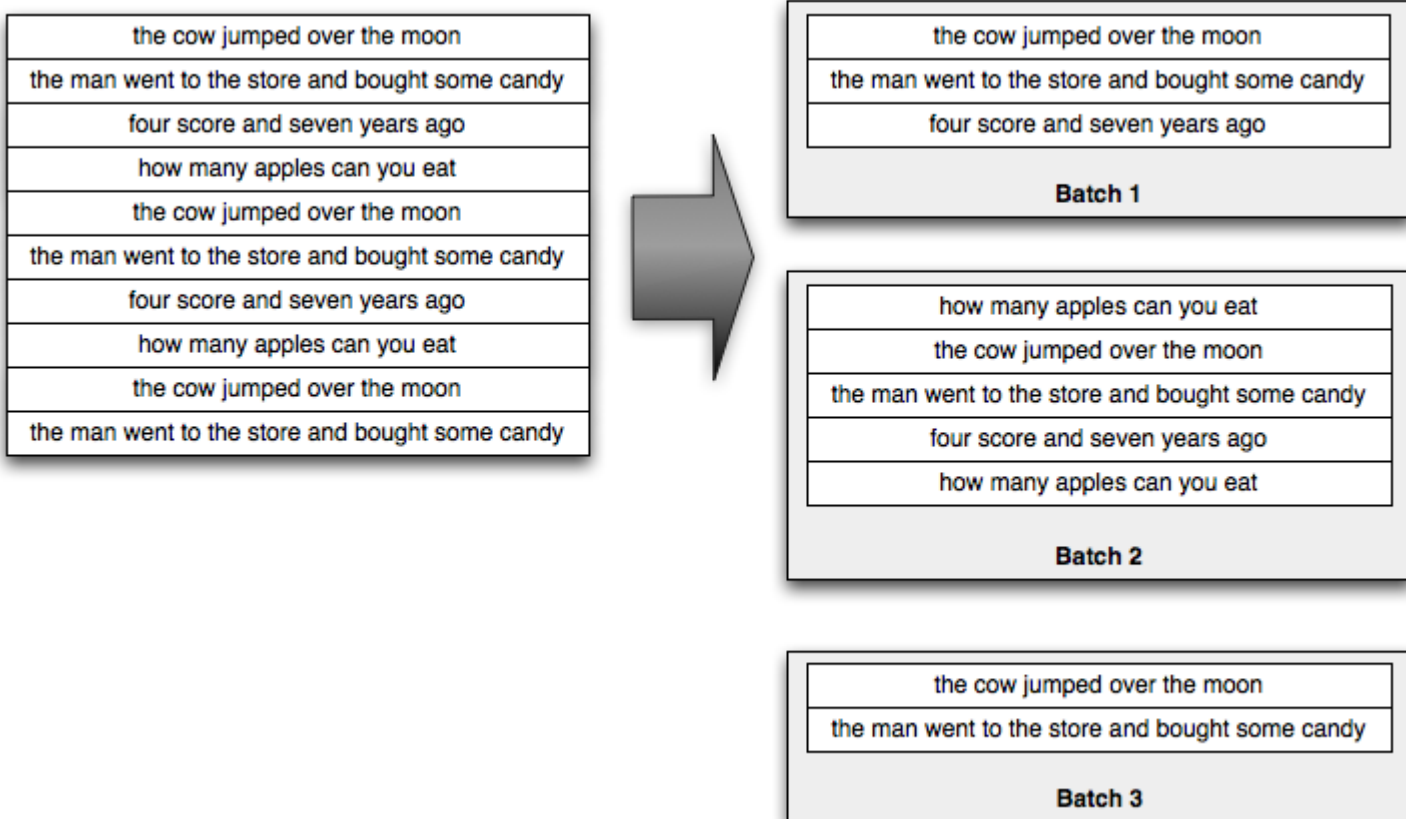 the cow jumped over the moon
the man went to the store and bought some candy
four score and seven years ago
how many apples can you eat
the cow jumped over the moon
the man went to the store and bought some candy
four score and seven years ago
how many apples can you eat
the cow jumped over the moon
the man went to the store and bought some candy
the cow jumped over the moon
the man went to the store and bought some candy
four score and seven years ago
Batch 1
how many apples can you eat
the cow jumped over the moon
the man went to the store and bought some candy
four score and seven years ago
how many apples can you eat
Batch 2
the cow jumped over the moon
the man went to the store and bought some candy
Batch 3